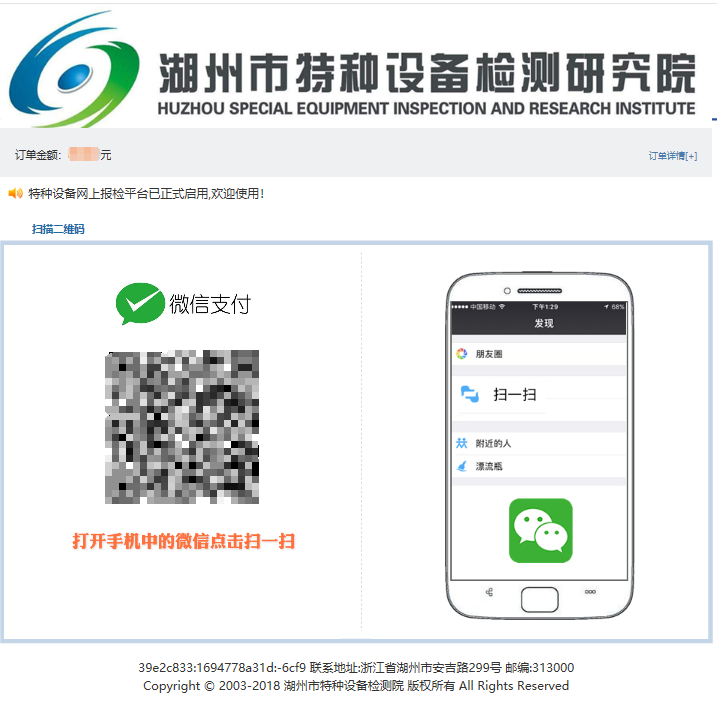 湖州市特种设备检测研究院
HUZHOU SPECIAL EQUIPMENT INSPECTION AND RESEARCH INSTITUTE
订单金额: 元
订单详情[+]
特种设备网上报检平台已正式启用,欢迎使用!
扫描二维码
微信支付
打开手机中的微信点击扫一扫
中国移动 下午1:29 68%
发现
朋友圈
扫一扫
附近的人
漂流瓶
39e2c833:1694778a31d:-6cf9 联系地址:浙江省湖州市安吉路299号 邮编:313000
Copyright © 2003-2018 湖州市特种设备检测院 版权所有 All Rights Reserved